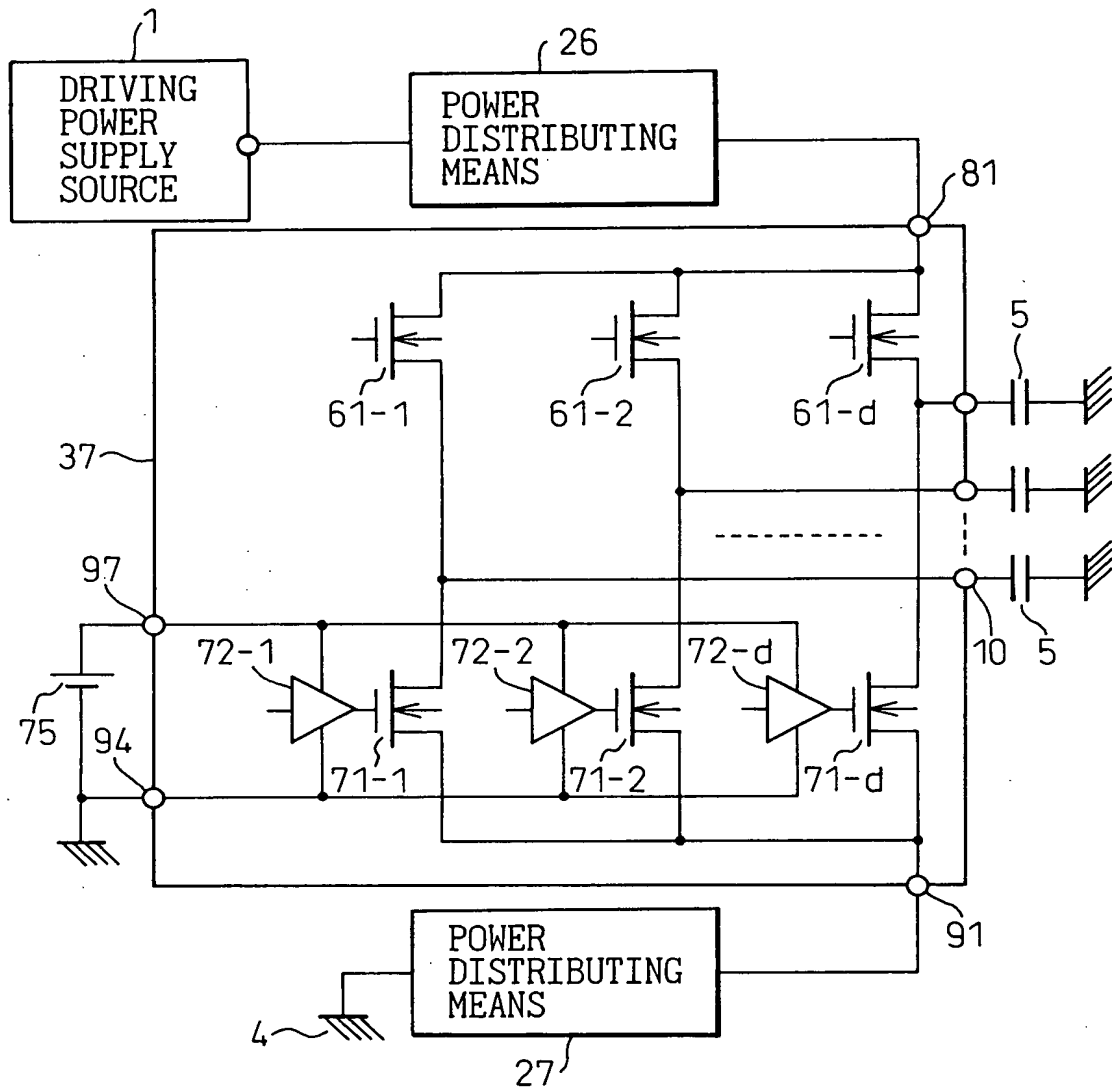 1
DRIVING
POWER
SUPPLY
SOURCE
26
POWER
DISTRIBUTING
MEANS
81
61-1
61-2
61-d
5
37
97
72-1
72-2
72-d
10
5
75
94
71-1
71-2
71-d
91
POWER
DISTRIBUTING
MEANS
4
27